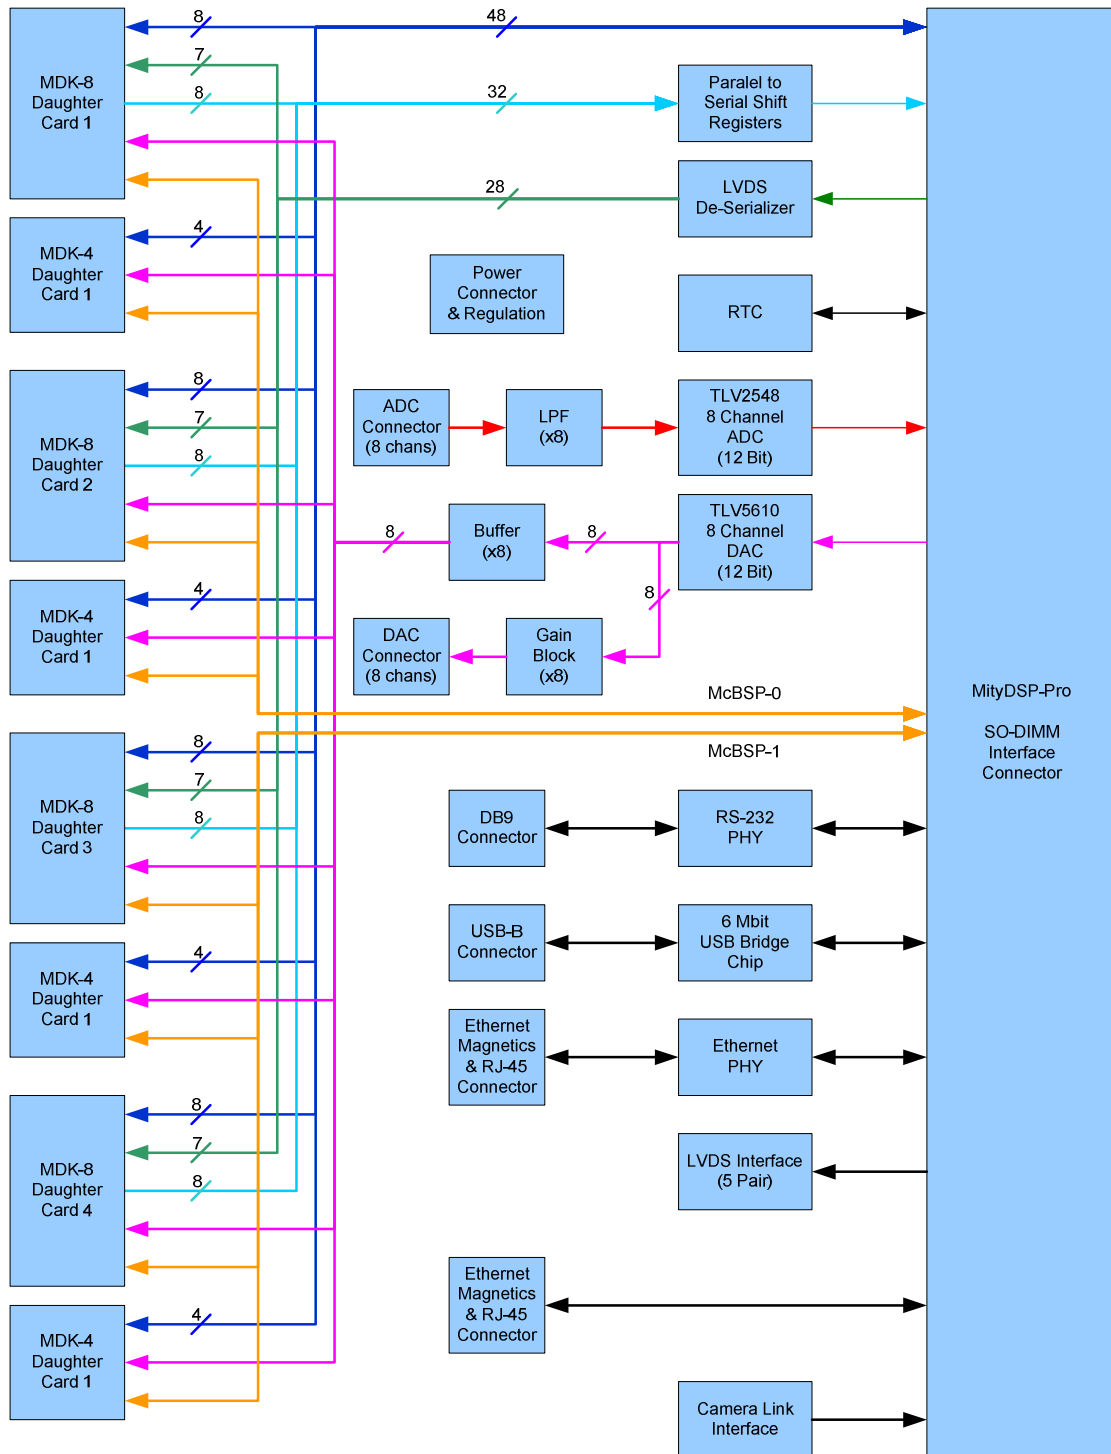 8
48
7
MDK-8
Daughter
Card 1
8
32
Paralel to
Serial Shift
Registers
28
LVDS
De-Serializer
4
MDK-4
Daughter
Card 1
Power
Connector
& Regulation
RTC
8
7
8
MDK-8
Daughter
Card 2
ADC
Connector
(8 chans)
LPF
(x8)
TLV2548
8 Channel
ADC
(12 Bit)
8
Buffer
(x8)
8
TLV5610
8 Channel
DAC
(12 Bit)
4
MDK-4
Daughter
Card 1
8
DAC
Connector
(8 chans)
Gain
Block
(x8)
McBSP-0
MityDSP-Pro
SO-DIMM
Interface
Connector
McBSP-1
8
7
8
MDK-8
Daughter
Card 3
DB9
Connector
RS-232
PHY
USB-B
Connector
6 Mbit
USB Bridge
Chip
4
MDK-4
Daughter
Card 1
Ethernet
Magnetics
& RJ-45
Connector
Ethernet
PHY
8
7
8
MDK-8
Daughter
Card 4
LVDS Interface
(5 Pair)
Ethernet
Magnetics
& RJ-45
Connector
4
MDK-4
Daughter
Card 1
Camera Link
Interface